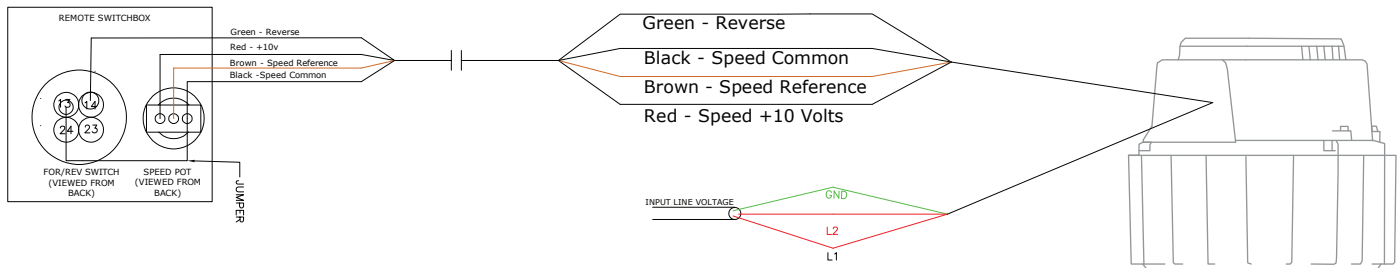 REMOTE SWITCHBOX
Green - Reverse
Red - +10v
Brown - Speed Reference
Black -Speed Common
13
14
24
23
FOR/REV SWITCH
(VIEWED FROM
BACK)
SPEED POT
(VIEWED FROM
BACK)
JUMPER
Green - Reverse
Black - Speed Common
Brown - Speed Reference
Red - Speed +10 Volts
INPUT LINE VOLTAGE
GND
L2
L1